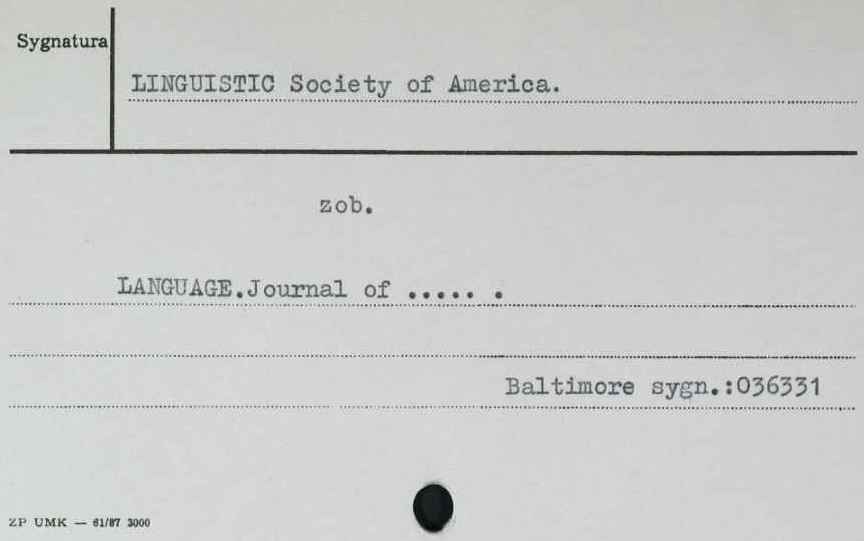 Sygnatura
LINGUISTIC Society of America.
zob.
LANGUAGE.Journal of ..... .
Baltimore sygn.:036331
ZP UMK — 61/87 3000